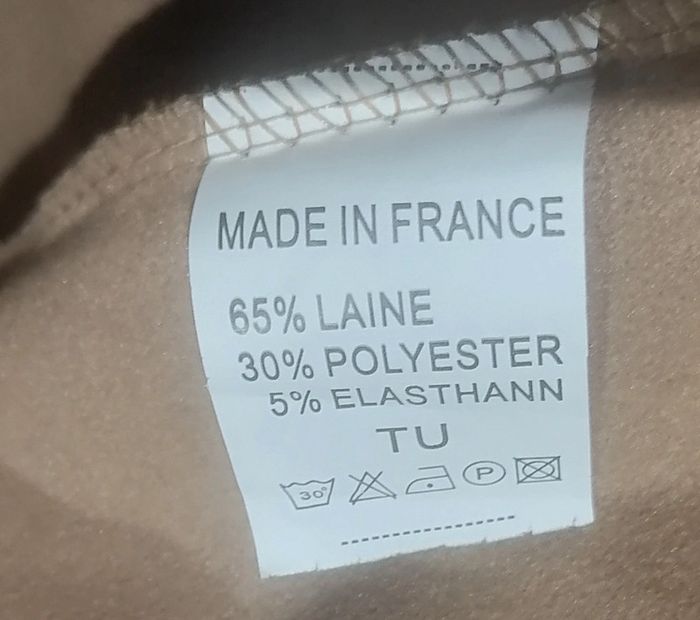 MADE IN FRANCE
65% LAINE
30% POLYESTER
5% ELASTHANN
TU
30° P